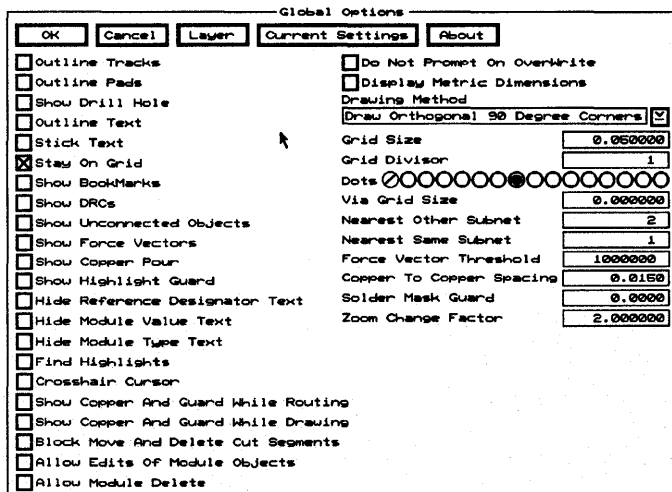 Global Options
OK Cancel Layer Current Settings About
Outline Tracks
Outline Pads
Show Drill Hole
Outline Text
Stick Text
Stay On Grid
Show BookMarks
Show DRCs
Show Unconnected Objects
Show Force Vectors
Show Copper Pour
Show Highlight Guard
Hide Reference Designator Text
Hide Module Value Text
Hide Module Type Text
Find Highlights
Crosshair Cursor
Show Copper And Guard While Routing
Show Copper And Guard While Drawing
Block Move And Delete Cut Segments
Allow Edits Of Module Objects
Allow Module Delete
Do Not Prompt On OverWrite
Display Metric Dimensions
Drawing Method
Draw Orthogonal 90 Degree Corners
Grid Size 0.050000
Grid Divisor 1
Dots
Via Grid Size 0.000000
Nearest Other Subnet 2
Nearest Same Subnet 1
Force Vector Threshold 1000000
Copper To Copper Spacing 0.0150
Solder Mask Guard 0.0000
Zoom Change Factor 2.000000